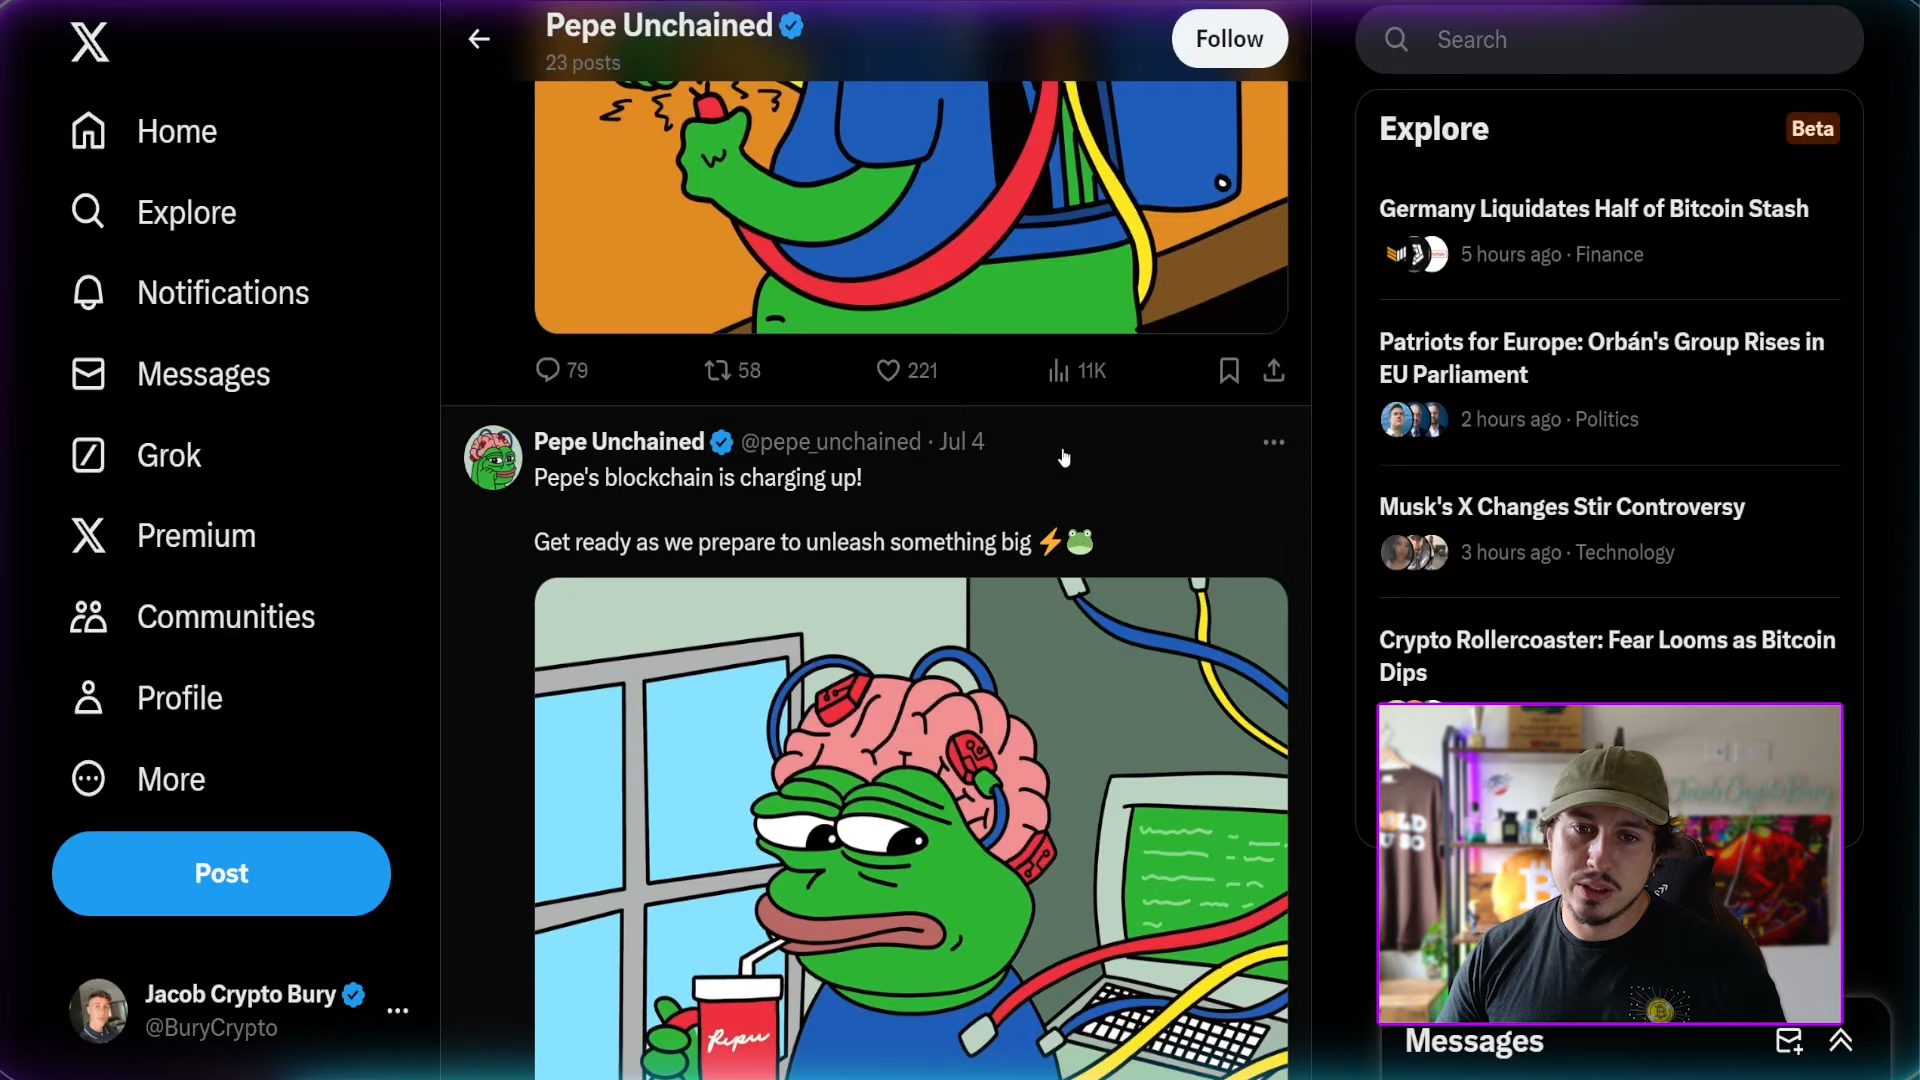 Home
Explore
Notifications
Messages
Grok
Premium
Communities
Profile
More
Post
Jacob Crypto Bury
@BuryCrypto
Pepe Unchained
23 posts
Follow
79
58
221
11K
Pepe Unchained @pepe_unchained · Jul 4
Pepe's blockchain is charging up!
Get ready as we prepare to unleash something big ⚡🐸
Search
Explore
Beta
Germany Liquidates Half of Bitcoin Stash
5 hours ago · Finance
Patriots for Europe: Orbán's Group Rises in
EU Parliament
2 hours ago · Politics
Musk's X Changes Stir Controversy
3 hours ago · Technology
Crypto Rollercoaster: Fear Looms as Bitcoin
Dips
Messages